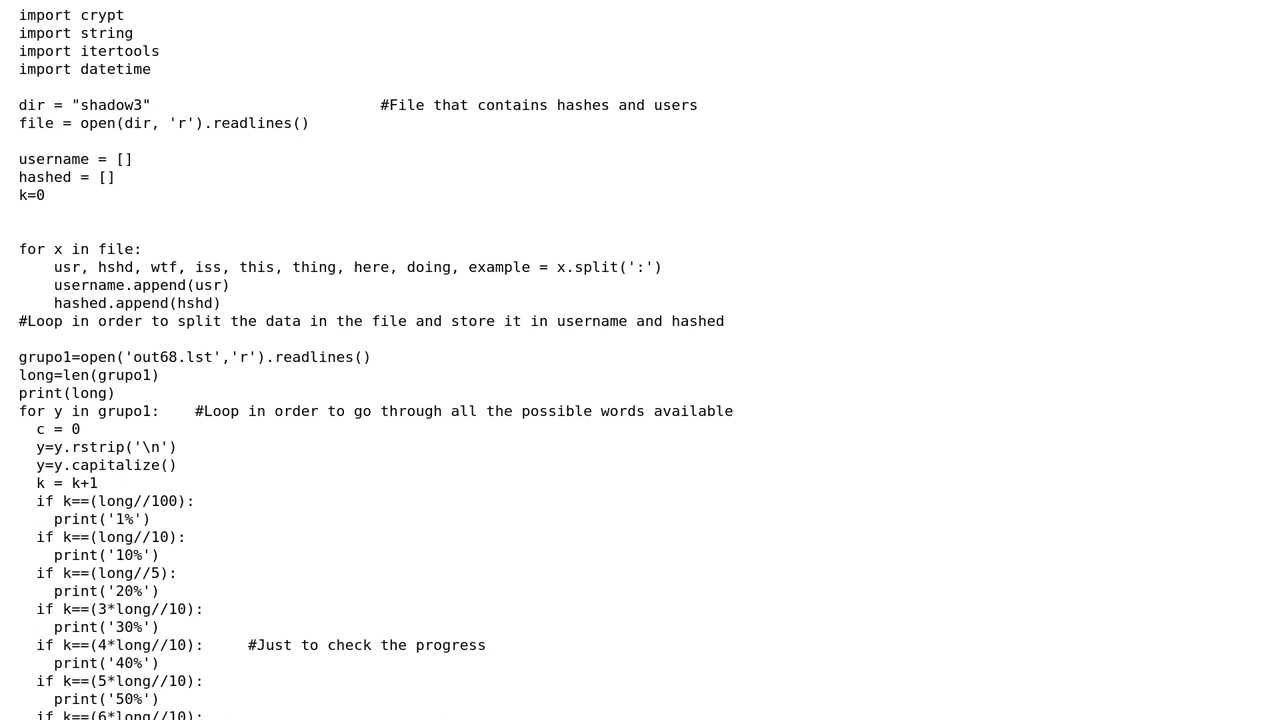 import crypt
import string
import itertools
import datetime
dir = "shadow3"                          #File that contains hashes and users
file = open(dir, 'r').readlines()
username = []
hashed = []
k=0
for x in file:
    usr, hshd, wtf, iss, this, thing, here, doing, example = x.split(':')
    username.append(usr)
    hashed.append(hshd)
#Loop in order to split the data in the file and store it in username and hashed
grupo1=open('out68.lst','r').readlines()
long=len(grupo1)
print(long)
for y in grupo1:    #Loop in order to go through all the possible words available
  c = 0
  y=y.rstrip('\n')
  y=y.capitalize()
  k = k+1
  if k==(long//100):
    print('1%')
  if k==(long//10):
    print('10%')
  if k==(long//5):
    print('20%')
  if k==(3*long//10):
    print('30%')
  if k==(4*long//10):     #Just to check the progress
    print('40%')
  if k==(5*long//10):
    print('50%')
  if k==(6*long//10):